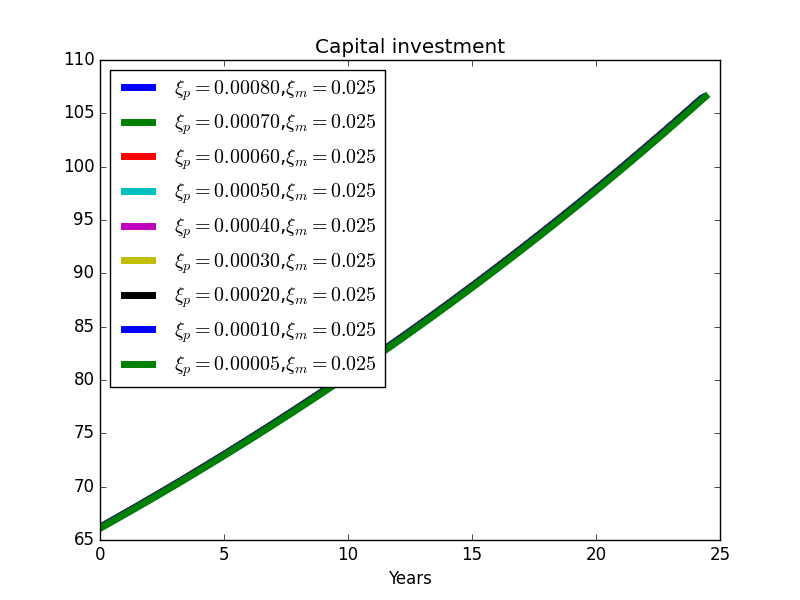 Capital investment
110
105
100
95
90
85
80
75
70
65
ξₚ = 0.00080,ξₘ = 0.025
ξₚ = 0.00070,ξₘ = 0.025
ξₚ = 0.00060,ξₘ = 0.025
ξₚ = 0.00050,ξₘ = 0.025
ξₚ = 0.00040,ξₘ = 0.025
ξₚ = 0.00030,ξₘ = 0.025
ξₚ = 0.00020,ξₘ = 0.025
ξₚ = 0.00010,ξₘ = 0.025
ξₚ = 0.00005,ξₘ = 0.025
0 5 10 15 20 25
Years